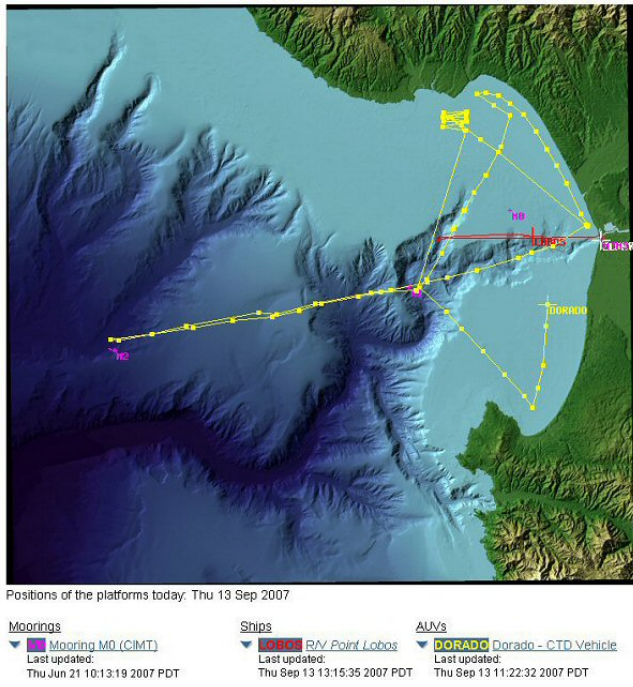 M0
LOBOS
M1
DORADO
M2
Positions of the platforms today: Thu 13 Sep 2007
Moorings
M0 Mooring M0 (CIMT)
Last updated:
Thu Jun 21 10:13:19 2007 PDT
Ships
LOBOS R/V Point Lobos
Last updated:
Thu Sep 13 13:15:35 2007 PDT
AUVs
DORADO Dorado - CTD Vehicle
Last updated:
Thu Sep 13 11:22:32 2007 PDT